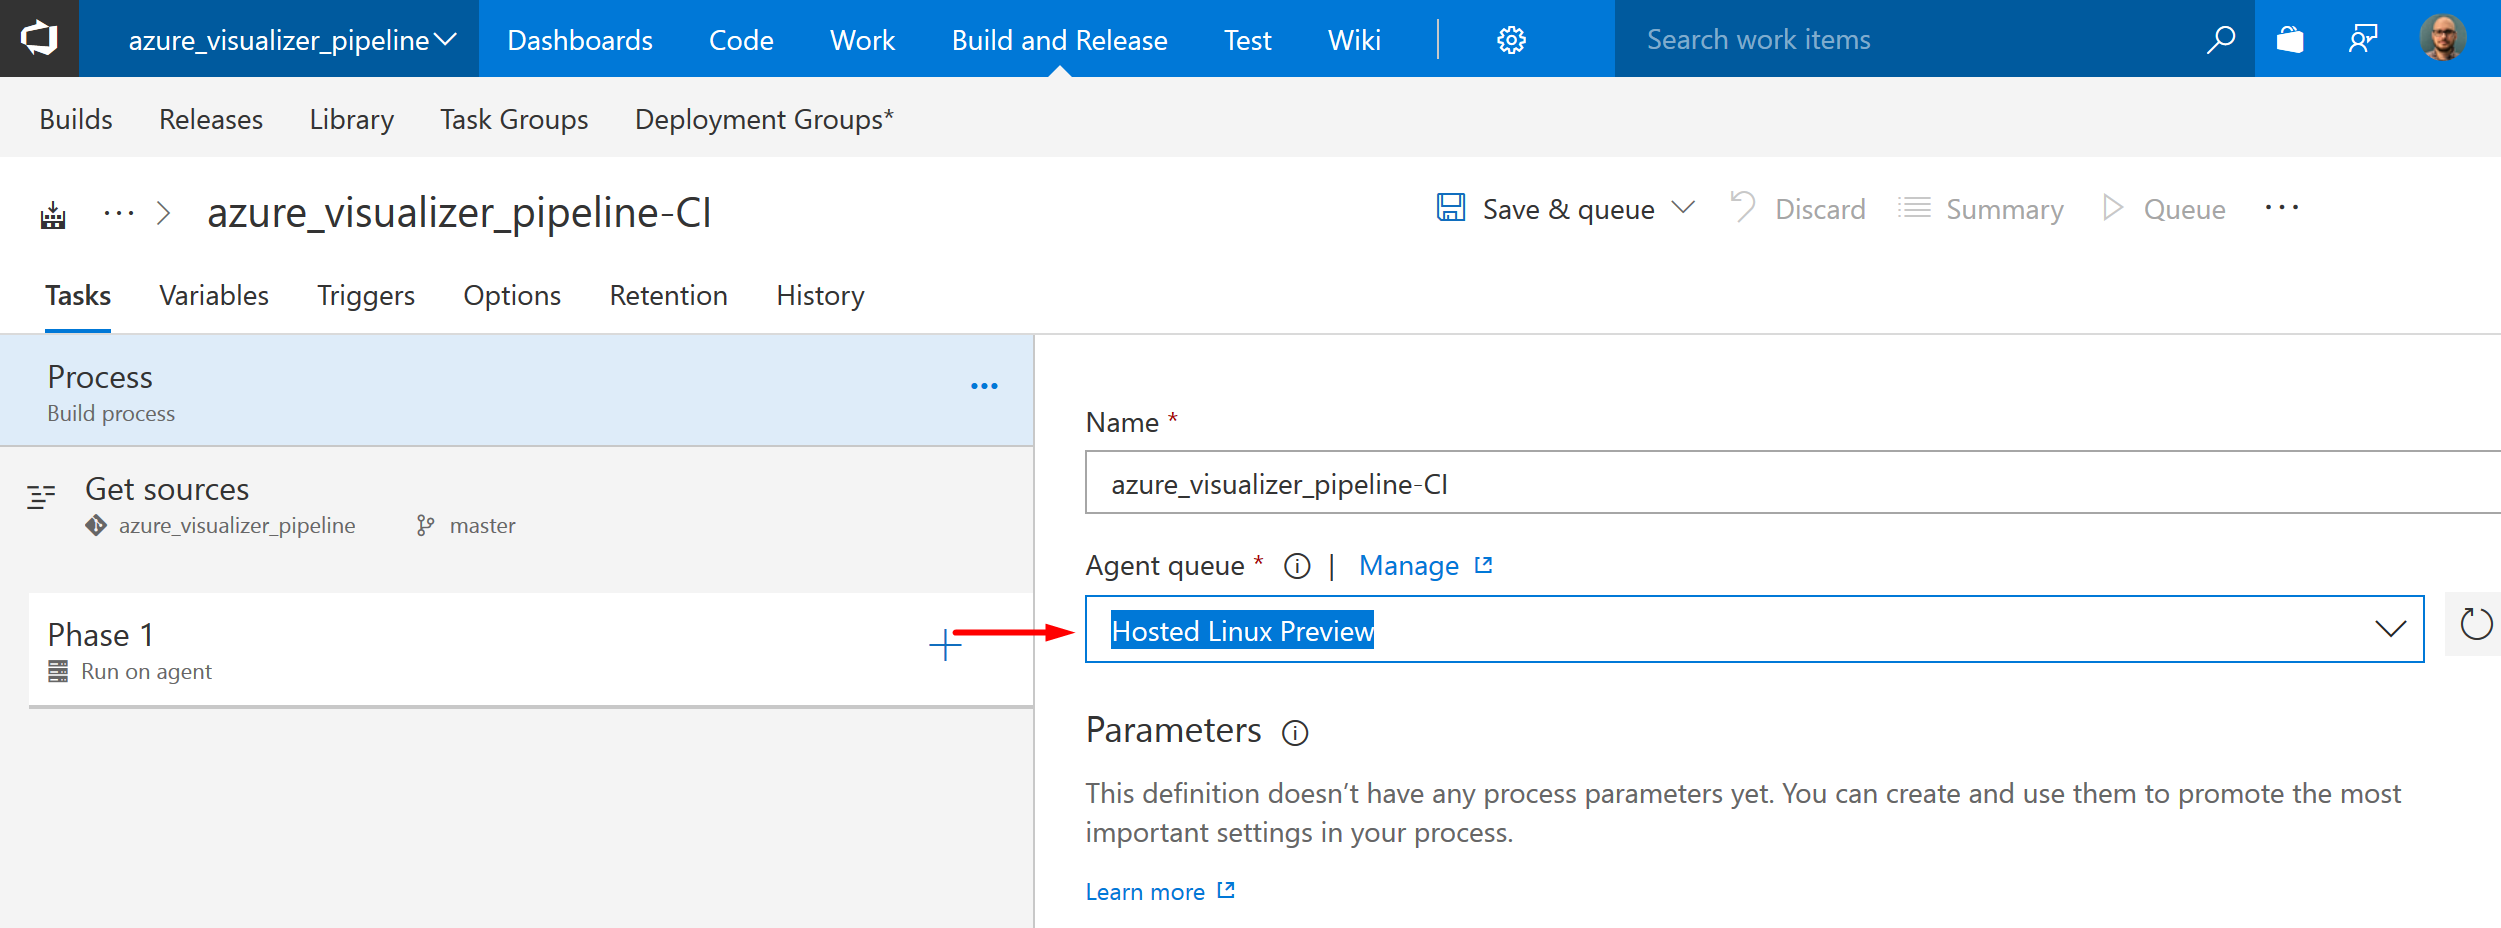 azure_visualizer_pipeline Dashboards Code Work Build and Release Test Wiki Search work items
Builds Releases Library Task Groups Deployment Groups*
... azure_visualizer_pipeline-CI Save & queue Discard Summary Queue ...
Tasks Variables Triggers Options Retention History
Process ...
Build process
Name *
azure_visualizer_pipeline-CI
Get sources
azure_visualizer_pipeline master
Agent queue * | Manage
Hosted Linux Preview
Phase 1
Run on agent
Parameters
This definition doesn't have any process parameters yet. You can create and use them to promote the most
important settings in your process.
Learn more